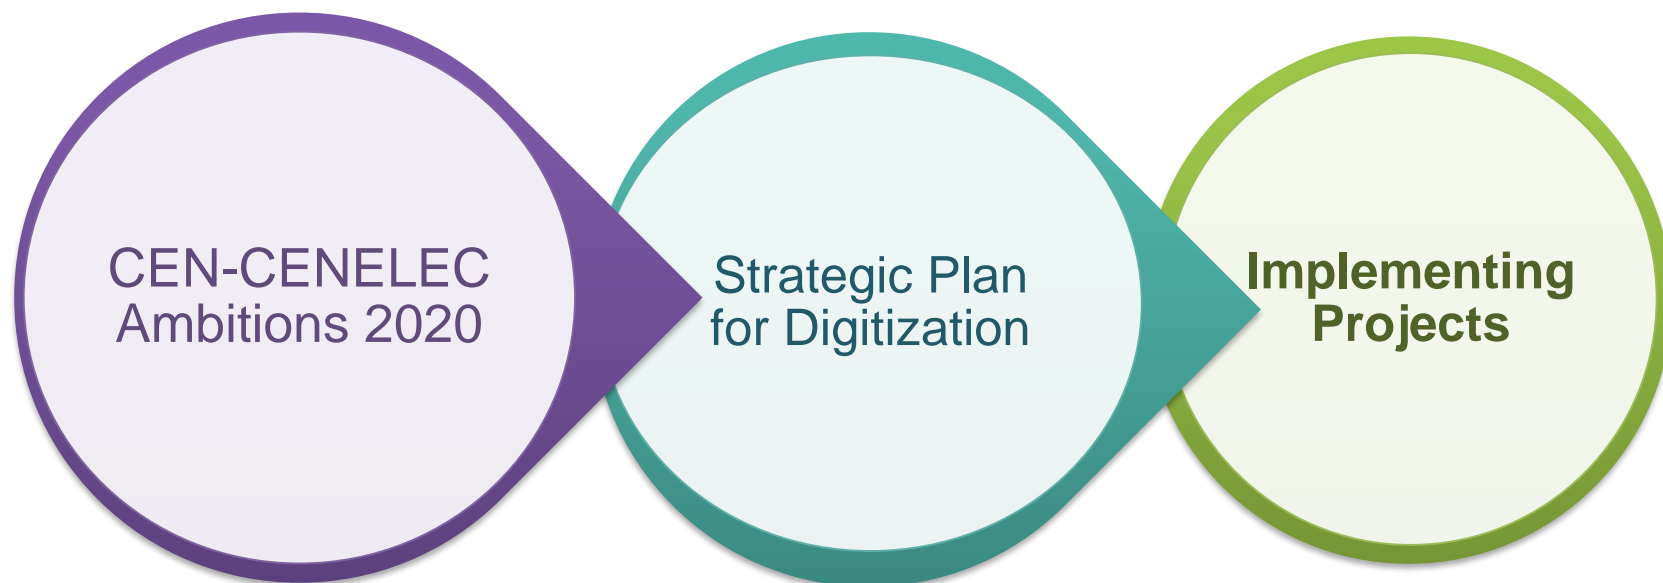 CEN-CENELEC
Ambitions 2020
Strategic Plan
for Digitization
Implementing
Projects